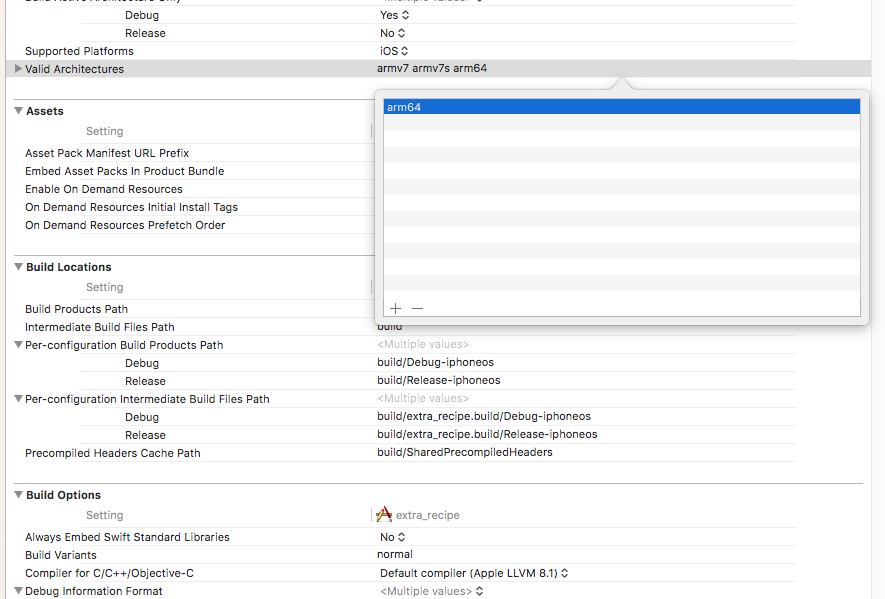 Debug Yes
Release No
Supported Platforms iOS
Valid Architectures armv7 armv7s arm64
arm64
Assets
Setting
Asset Pack Manifest URL Prefix
Embed Asset Packs In Product Bundle
Enable On Demand Resources
On Demand Resources Initial Install Tags
On Demand Resources Prefetch Order
Build Locations
Setting
Build Products Path
Intermediate Build Files Path build
Per-configuration Build Products Path <Multiple values>
Debug build/Debug-iphoneos
Release build/Release-iphoneos
Per-configuration Intermediate Build Files Path <Multiple values>
Debug build/extra_recipe.build/Debug-iphoneos
Release build/extra_recipe.build/Release-iphoneos
Precompiled Headers Cache Path build/SharedPrecompiledHeaders
Build Options
Setting extra_recipe
Always Embed Swift Standard Libraries No
Build Variants normal
Compiler for C/C++/Objective-C Default compiler (Apple LLVM 8.1)
Debug Information Format <Multiple values>